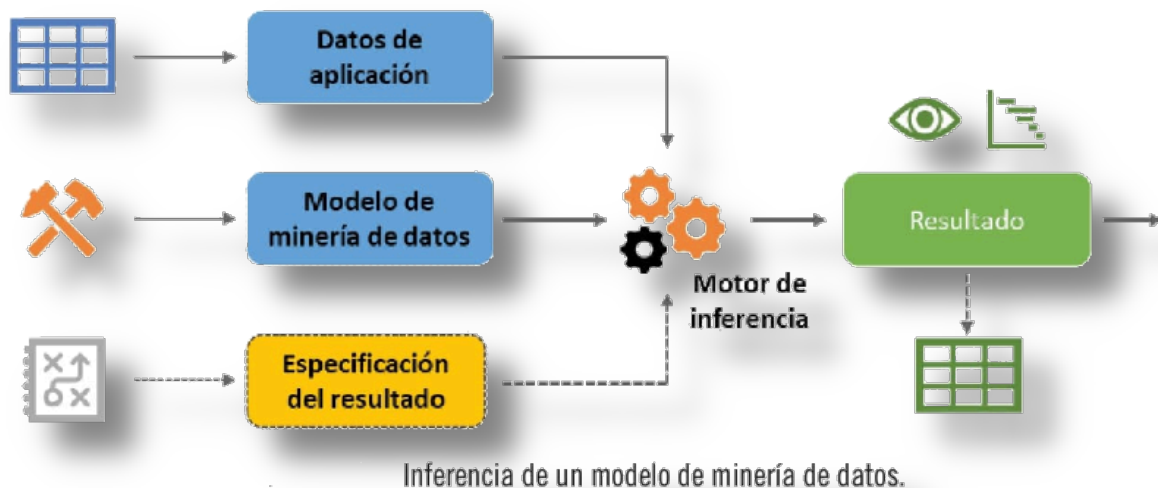 Datos de
aplicación
Modelo de
minería de datos
Especificación
del resultado
Motor de
inferencia
Resultado
Inferencia de un modelo de minería de datos.